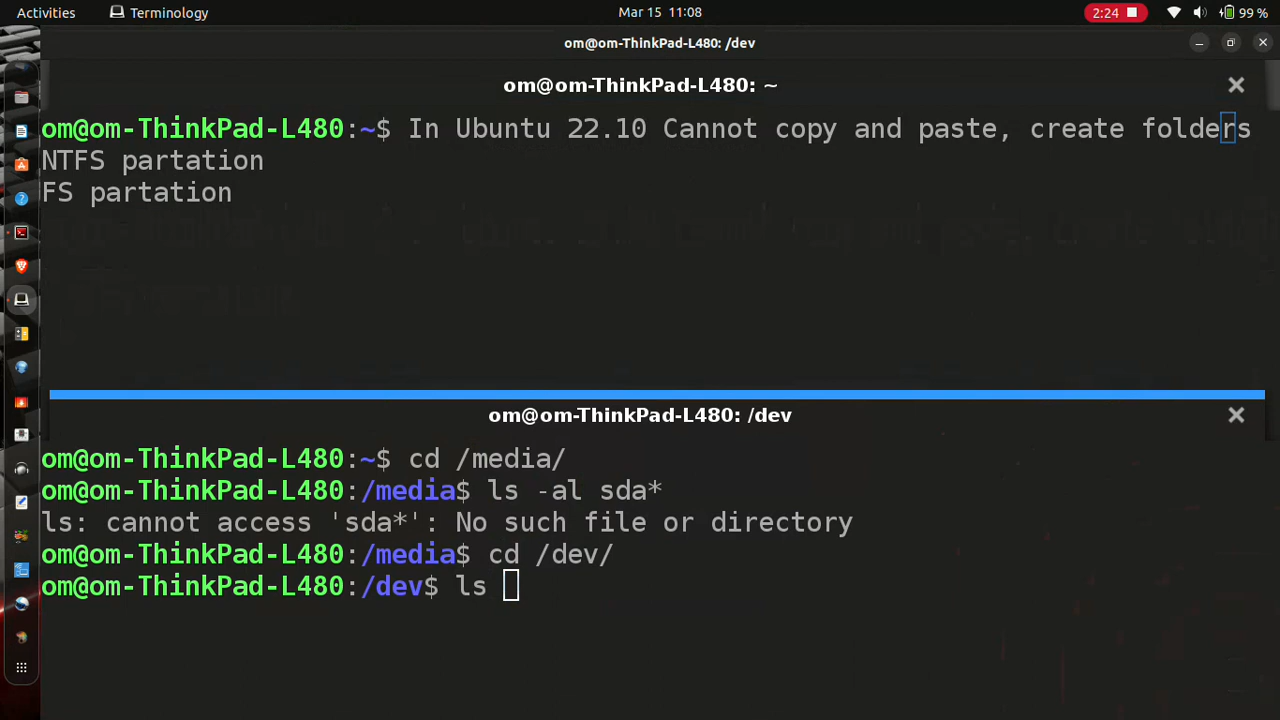 Activities Terminology Mar 15 11:08 2:24 99 %
om@om-ThinkPad-L480: /dev
om@om-ThinkPad-L480: ~
om@om-ThinkPad-L480:~$ In Ubuntu 22.10 Cannot copy and paste, create folders
NTFS partation
FS partation
om@om-ThinkPad-L480: /dev
om@om-ThinkPad-L480:~$ cd /media/
om@om-ThinkPad-L480:/media$ ls -al sda*
ls: cannot access 'sda*': No such file or directory
om@om-ThinkPad-L480:/media$ cd /dev/
om@om-ThinkPad-L480:/dev$ ls